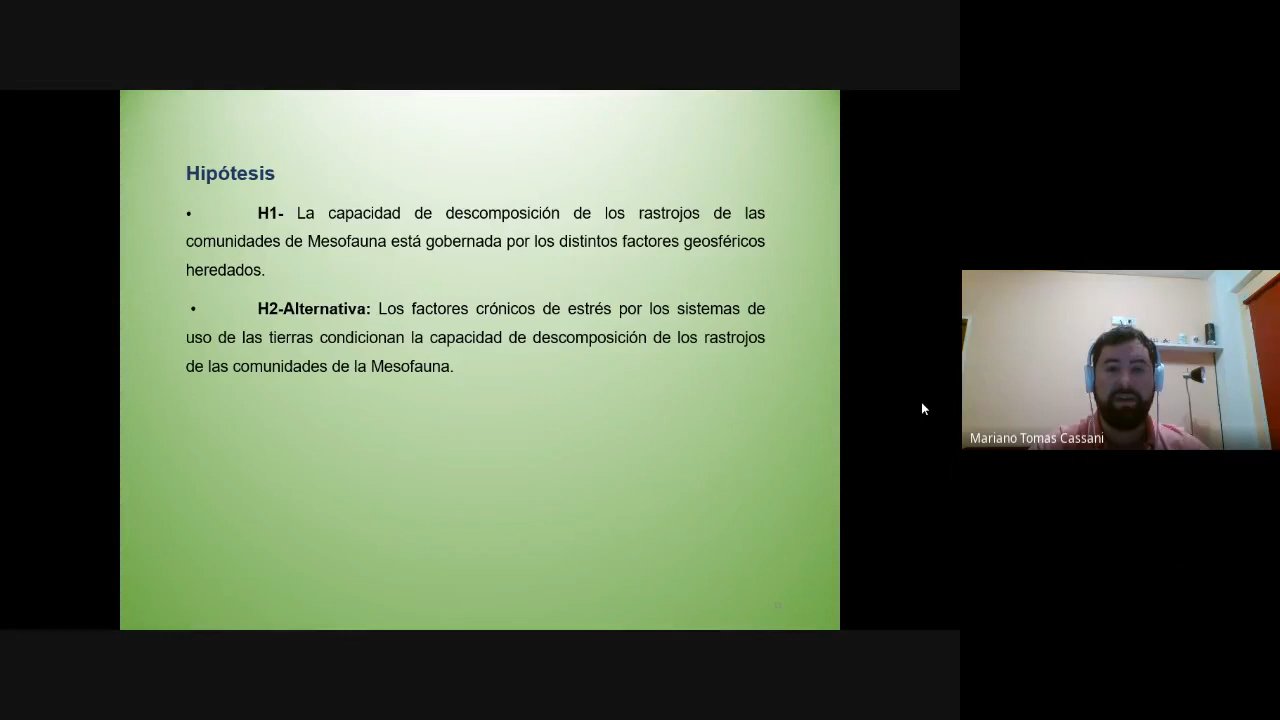 Hipótesis
• H1- La capacidad de descomposición de los rastrojos de las
comunidades de Mesofauna está gobernada por los distintos factores geosféricos
heredados.
• H2-Alternativa: Los factores crónicos de estrés por los sistemas de
uso de las tierras condicionan la capacidad de descomposición de los rastrojos
de las comunidades de la Mesofauna.
Mariano Tomas Cassani